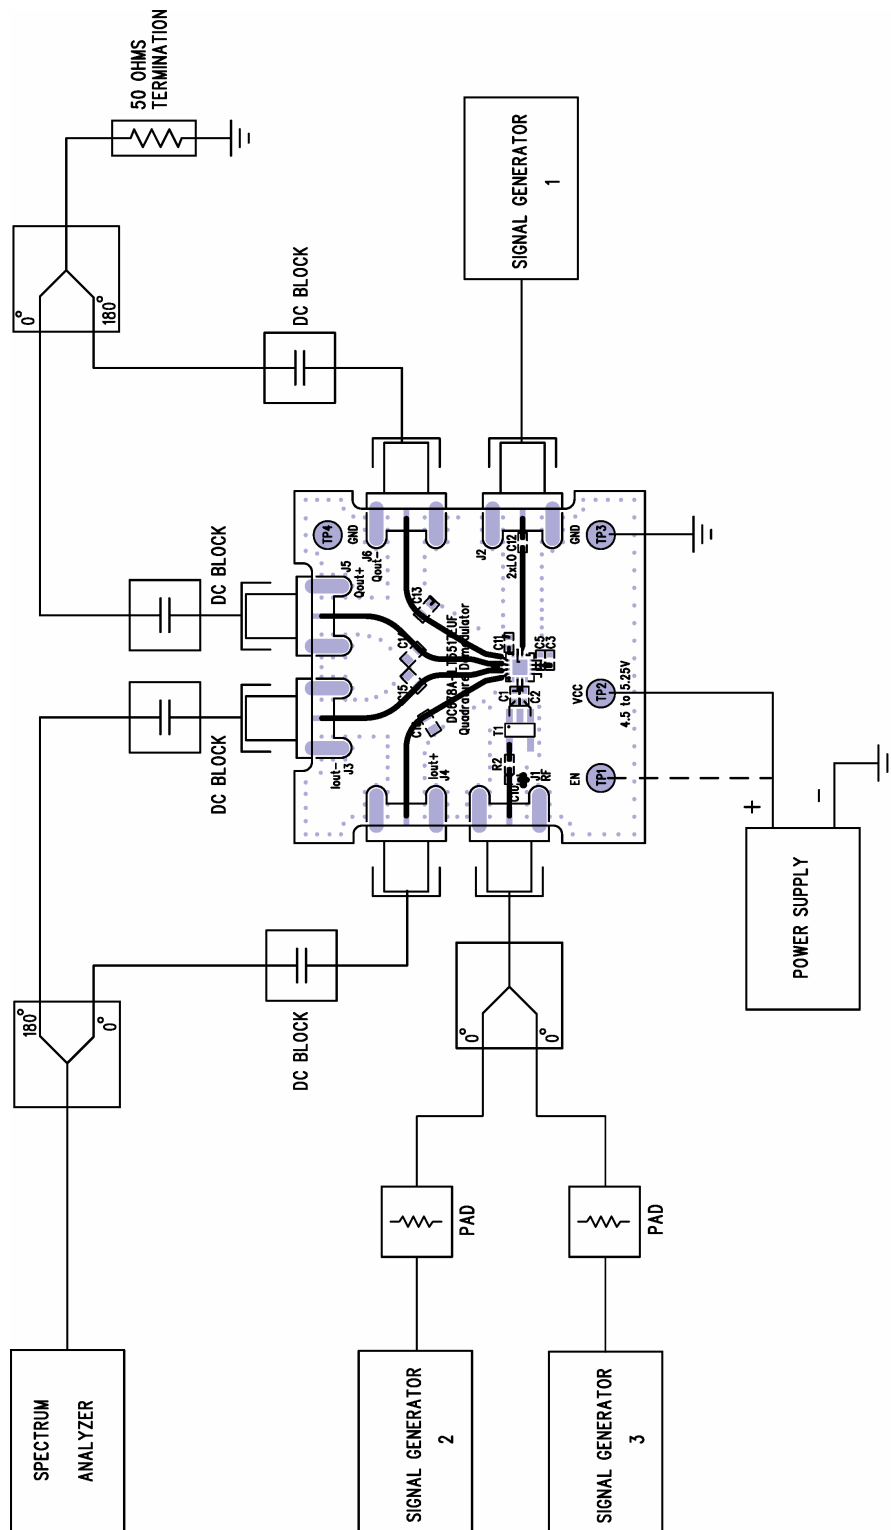 50 OHMS
TERMINATION
0°
180°
DC BLOCK
SIGNAL GENERATOR
1
DC BLOCK
DC BLOCK
TP4
GND
J6
Qout-
J5
Qout+
J2
2xLO
C12
GND
TP3
C13
C11
C5
C3
C15
Quadrature Demodulator
C1
C2
T1
VCC
TP2
4.5 to 5.25V
Iout-
J3
Iout+
J4
R2
C10
J1
RF
EN
TP1
+
-
POWER SUPPLY
180°
0°
DC BLOCK
0°
0°
PAD
PAD
SPECTRUM
ANALYZER
SIGNAL GENERATOR
2
SIGNAL GENERATOR
3